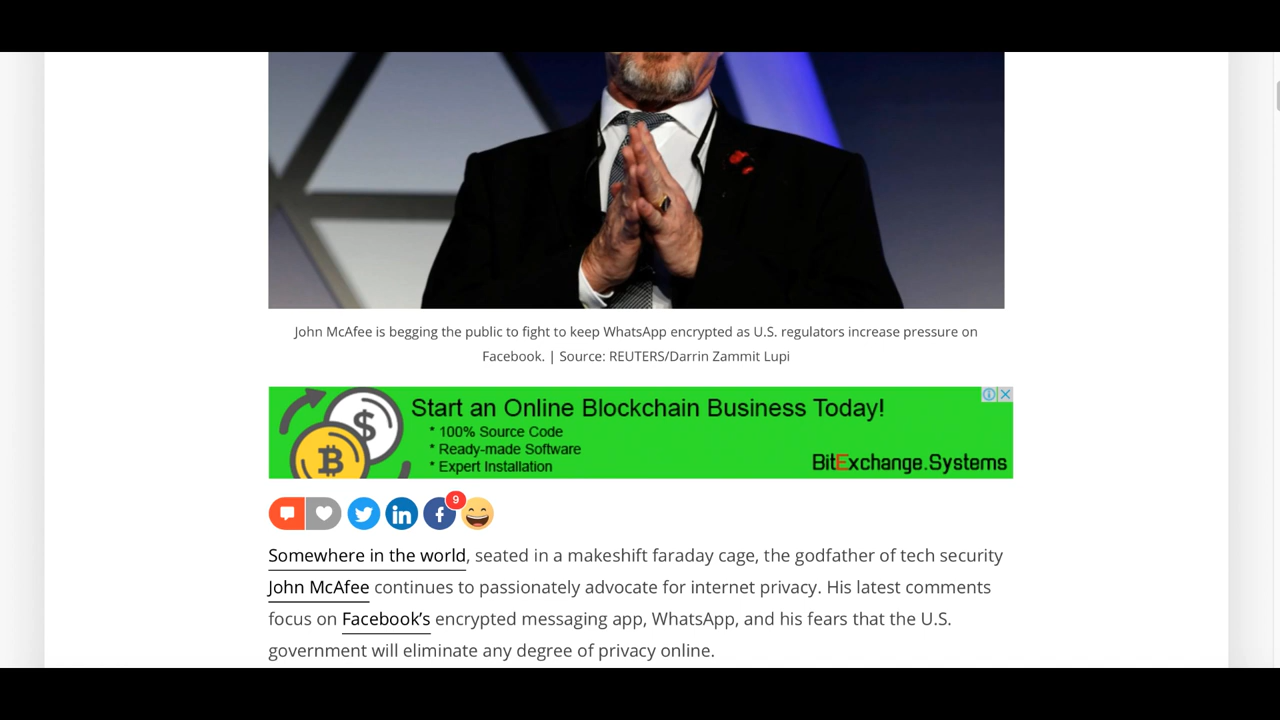 John McAfee is begging the public to fight to keep WhatsApp encrypted as U.S. regulators increase pressure on
Facebook. | Source: REUTERS/Darrin Zammit Lupi
Start an Online Blockchain Business Today!
* 100% Source Code
* Ready-made Software
* Expert Installation
BitExchange.Systems
9
Somewhere in the world, seated in a makeshift faraday cage, the godfather of tech security
John McAfee continues to passionately advocate for internet privacy. His latest comments
focus on Facebook’s encrypted messaging app, WhatsApp, and his fears that the U.S.
government will eliminate any degree of privacy online.